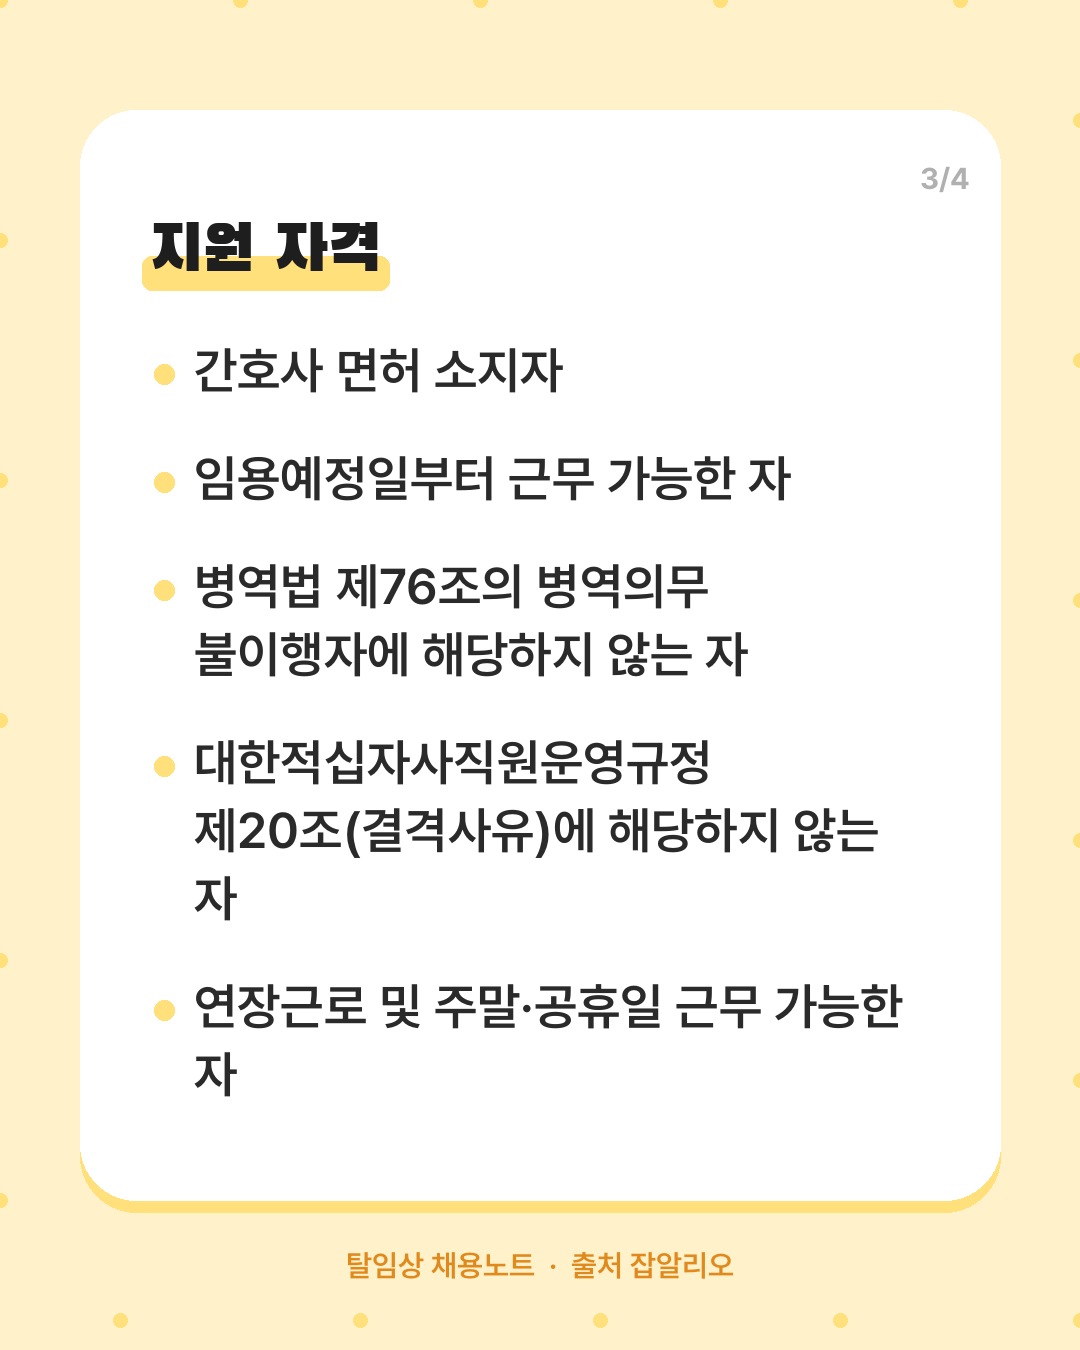 3/4
지원 자격
간호사 면허 소지자
임용예정일부터 근무 가능한 자
병역법 제76조의 병역의무
불이행자에 해당하지 않는 자
대한적십자사직원운영규정
제20조(결격사유)에 해당하지 않는
자
연장근로 및 주말·공휴일 근무 가능한
자
탈임상 채용노트 · 출처 잡알리오